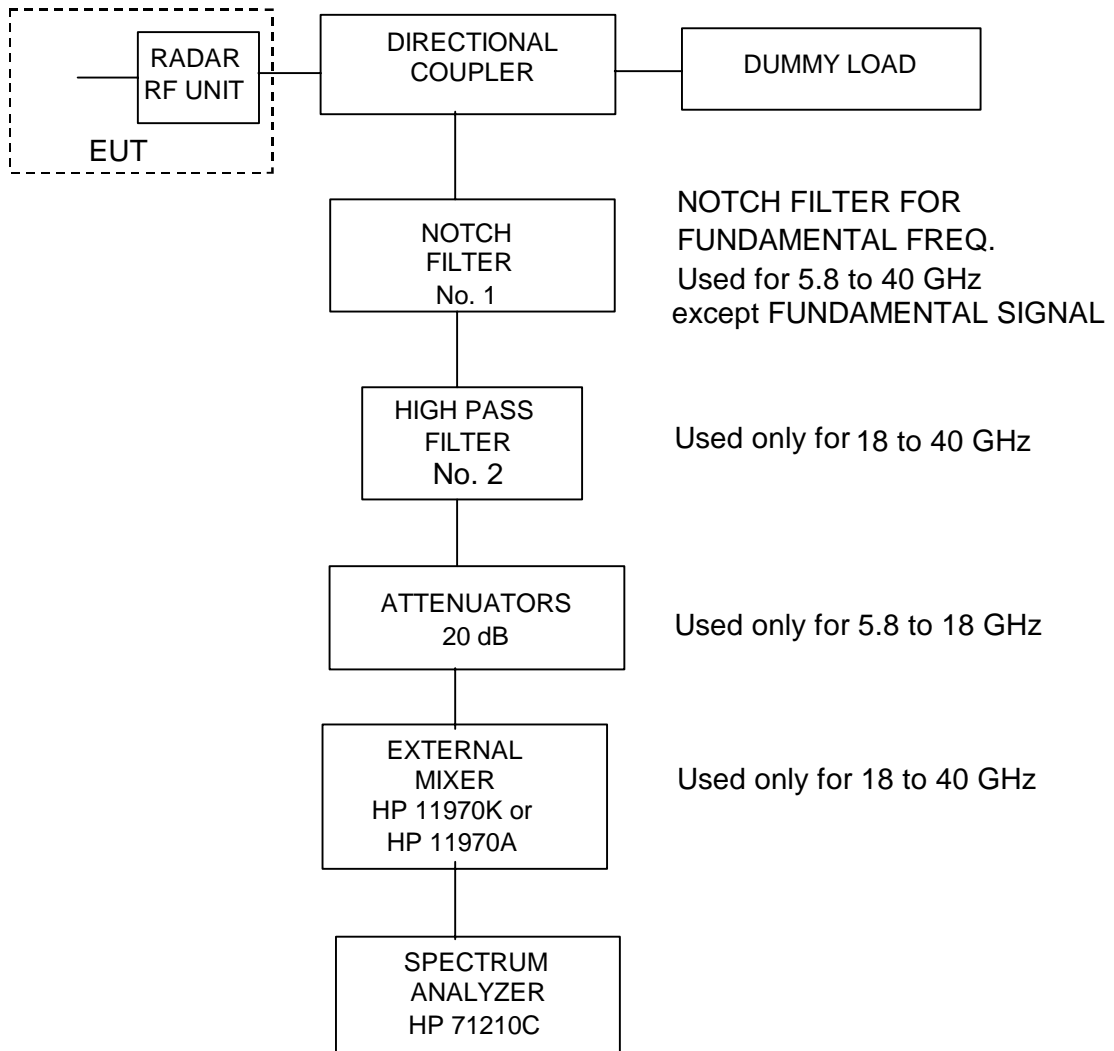 RADAR
RF UNIT
EUT
DIRECTIONAL
COUPLER
DUMMY LOAD
NOTCH
FILTER
No. 1
NOTCH FILTER FOR
FUNDAMENTAL FREQ.
Used for 5.8 to 40 GHz
except FUNDAMENTAL SIGNAL
HIGH PASS
FILTER
No. 2
Used only for 18 to 40 GHz
ATTENUATORS
20 dB
Used only for 5.8 to 18 GHz
EXTERNAL
MIXER
HP 11970K or
HP 11970A
Used only for 18 to 40 GHz
SPECTRUM
ANALYZER
HP 71210C